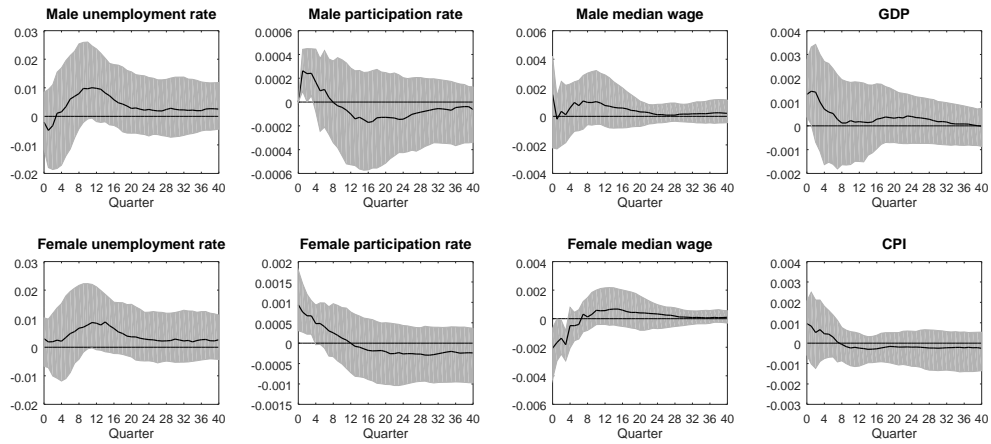 Male unemployment rate
0.03
0.02
0.01
0
-0.01
-0.02
0 4 8 12 16 20 24 28 32 36 40
Quarter
Male participation rate
0.0006
0.0004
0.0002
0
-0.0002
-0.0004
-0.0006
0 4 8 12 16 20 24 28 32 36 40
Quarter
Male median wage
0.006
0.004
0.002
0
-0.002
-0.004
0 4 8 12 16 20 24 28 32 36 40
Quarter
GDP
0.004
0.003
0.002
0.001
0
-0.001
-0.002
0 4 8 12 16 20 24 28 32 36 40
Quarter
Female unemployment rate
0.03
0.02
0.01
0
-0.01
-0.02
0 4 8 12 16 20 24 28 32 36 40
Quarter
Female participation rate
0.002
0.0015
0.001
0.0005
0
-0.0005
-0.001
-0.0015
0 4 8 12 16 20 24 28 32 36 40
Quarter
Female median wage
0.004
0.002
0
-0.002
-0.004
-0.006
0 4 8 12 16 20 24 28 32 36 40
Quarter
CPI
0.004
0.003
0.002
0.001
0
-0.001
-0.002
-0.003
0 4 8 12 16 20 24 28 32 36 40
Quarter